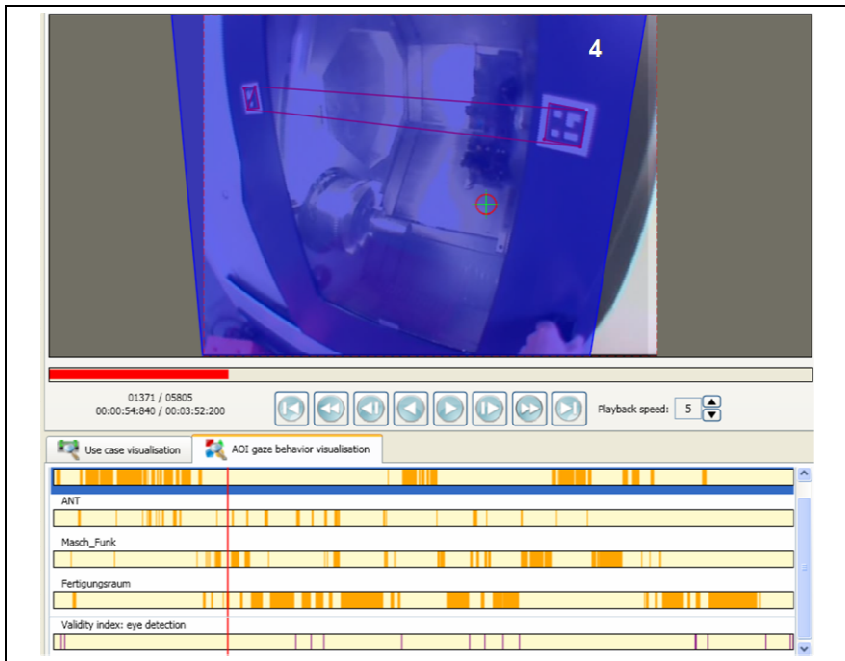 4
01371 / 05805
00:00:54:840 / 00:03:52:200
Playback speed: 5
Use case visualisation
AOI gaze behavior visualisation
ANT
Masch_Funk
Fertigungsraum
Validity index: eye detection